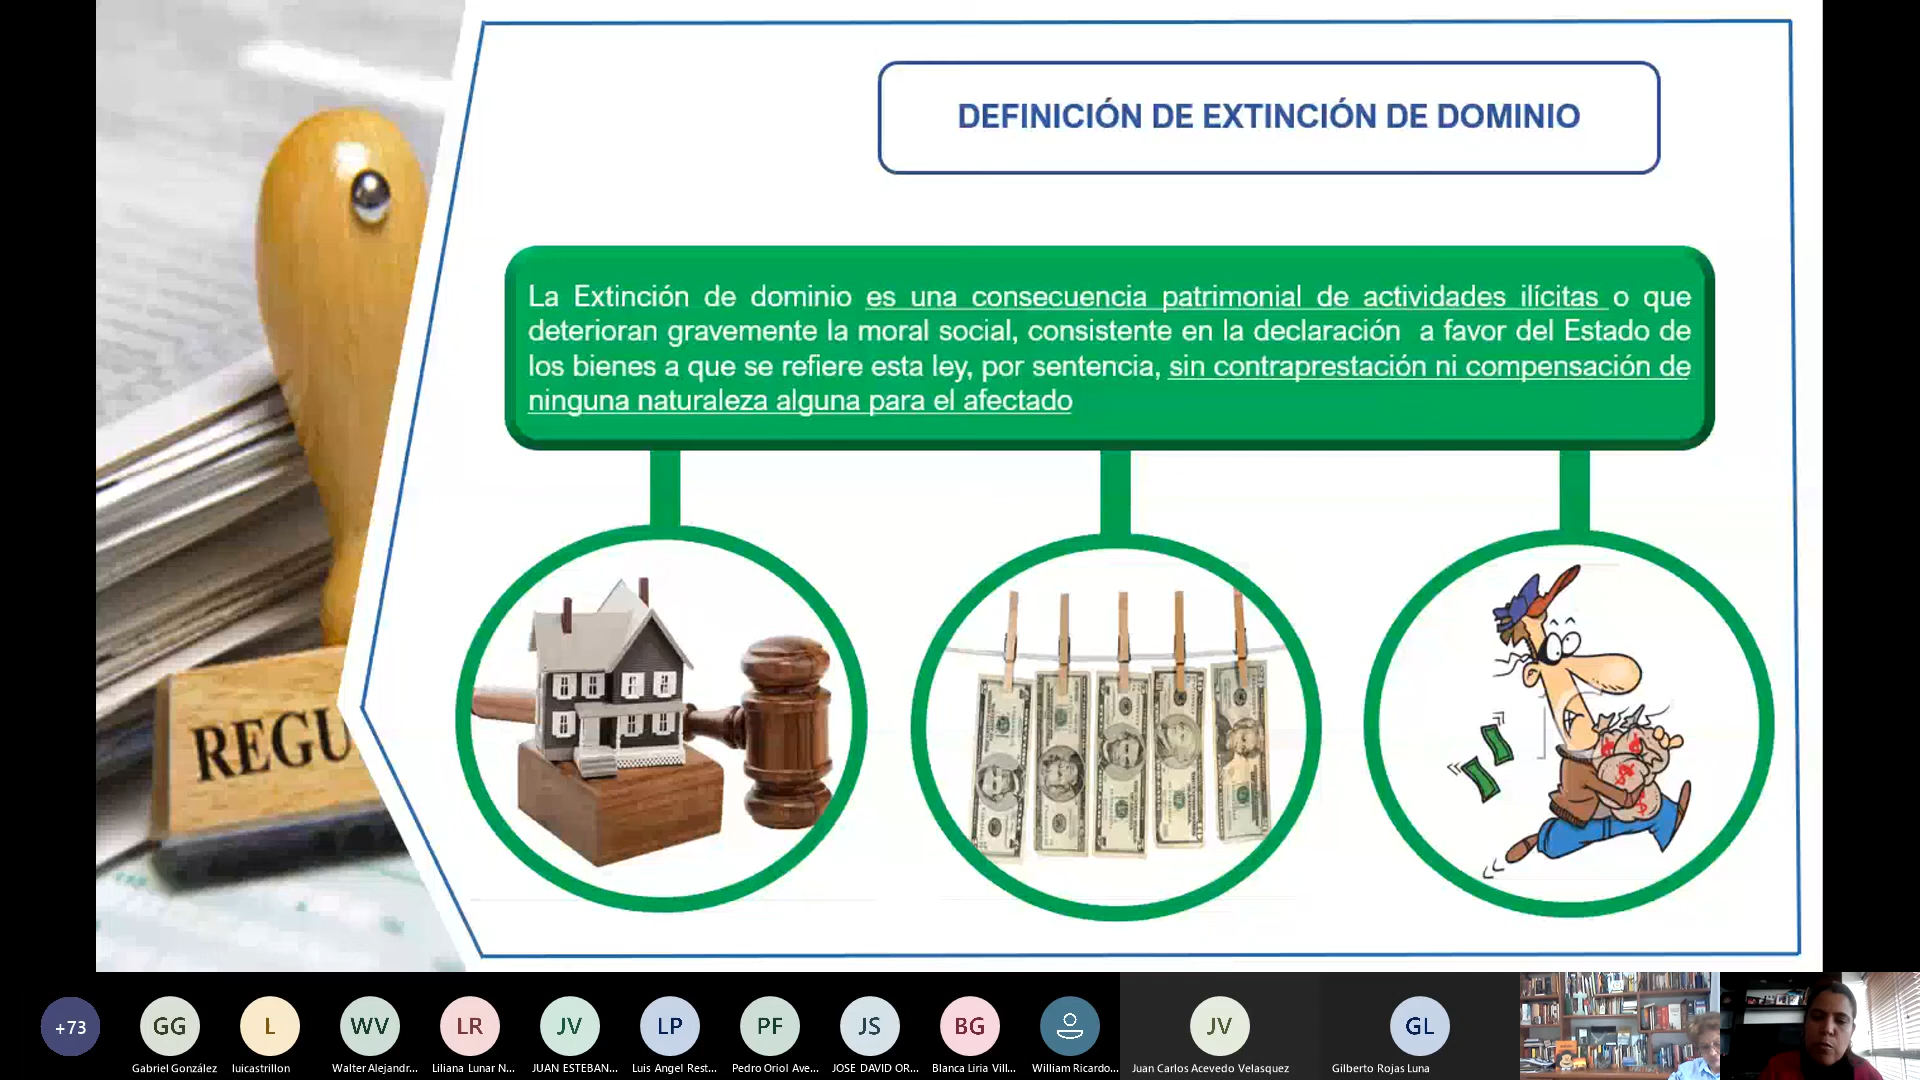 DEFINICIÓN DE EXTINCIÓN DE DOMINIO
La Extinción de dominio es una consecuencia patrimonial de actividades ilícitas o que
deterioran gravemente la moral social, consistente en la declaración a favor del Estado de
los bienes a que se refiere esta ley, por sentencia, sin contraprestación ni compensación de
ninguna naturaleza alguna para el afectado
REGU
+73
GG
L
WV
LR
JV
LP
PF
JS
BG
JV
GL
Gabriel González
luicastrillon
Walter Alejandr...
Liliana Lunar N...
JUAN ESTEBAN...
Luis Angel Rest...
Pedro Oriol Ave...
JOSE DAVID OR...
Blanca Liria Vill...
William Ricardo...
Juan Carlos Acevedo Velasquez
Gilberto Rojas Luna